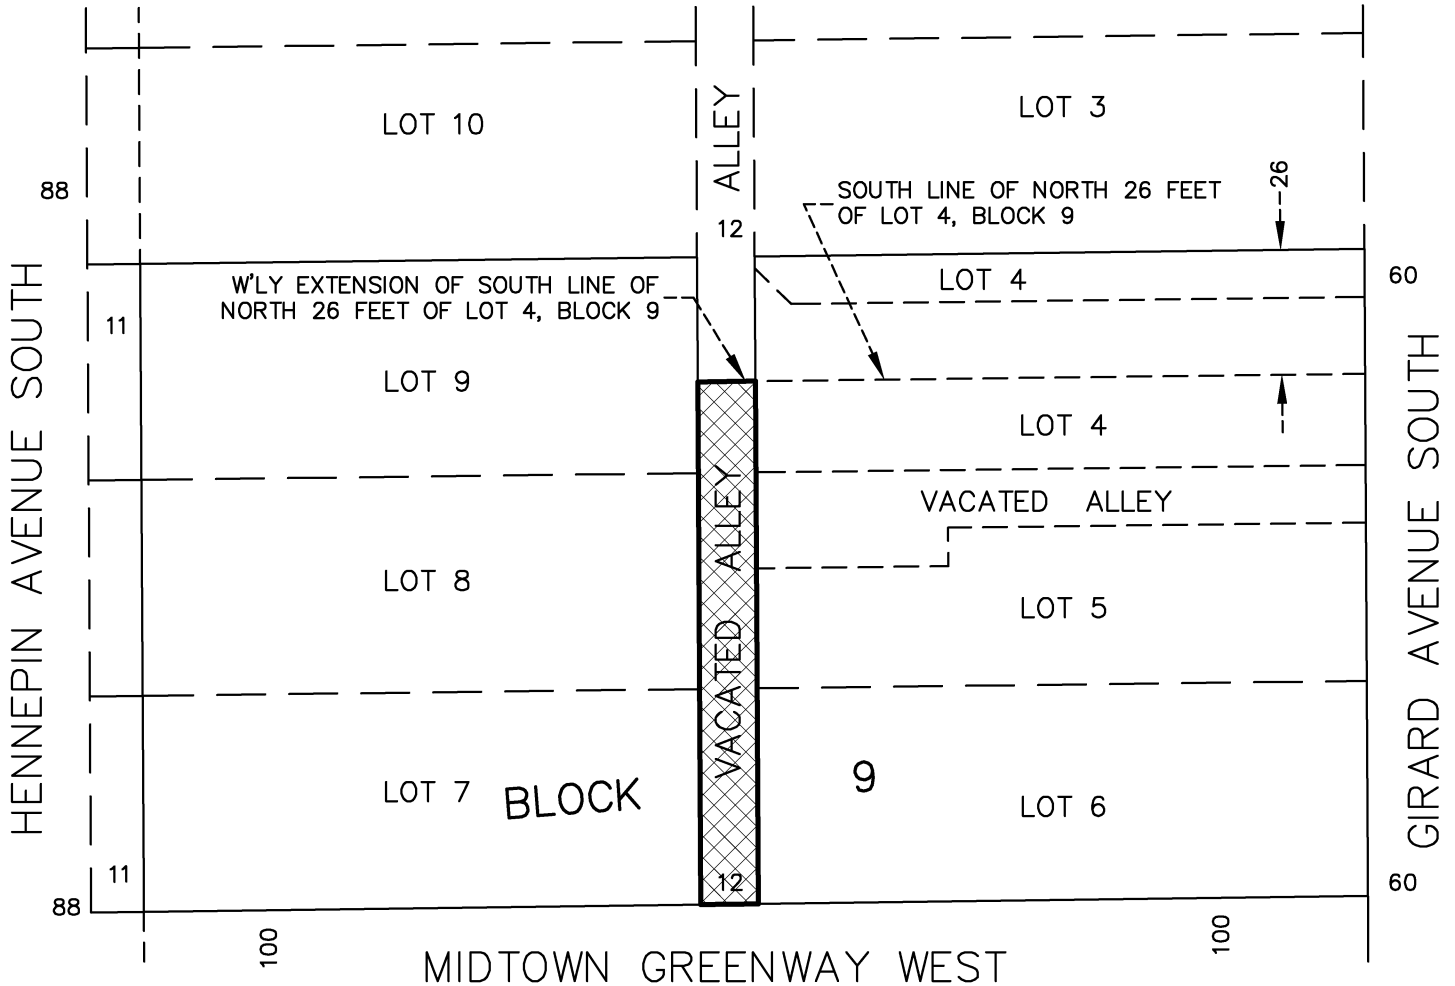 LOT 10
ALLEY
LOT 3
88
26
SOUTH LINE OF NORTH 26 FEET
OF LOT 4, BLOCK 9
12
W'LY EXTENSION OF SOUTH LINE OF
NORTH 26 FEET OF LOT 4, BLOCK 9
LOT 4
60
11
HENNEPIN AVENUE SOUTH
LOT 9
LOT 4
GIRARD AVENUE SOUTH
VACATED ALLEY
VACATED ALLEY
LOT 8
LOT 5
LOT 7
BLOCK
9
LOT 6
11
12
60
88
100
100
MIDTOWN GREENWAY WEST